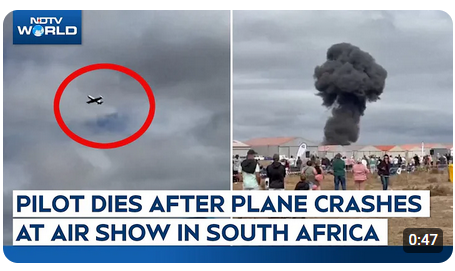 NDTV
WORLD
PILOT DIES AFTER PLANE CRASHES
AT AIR SHOW IN SOUTH AFRICA
0:47